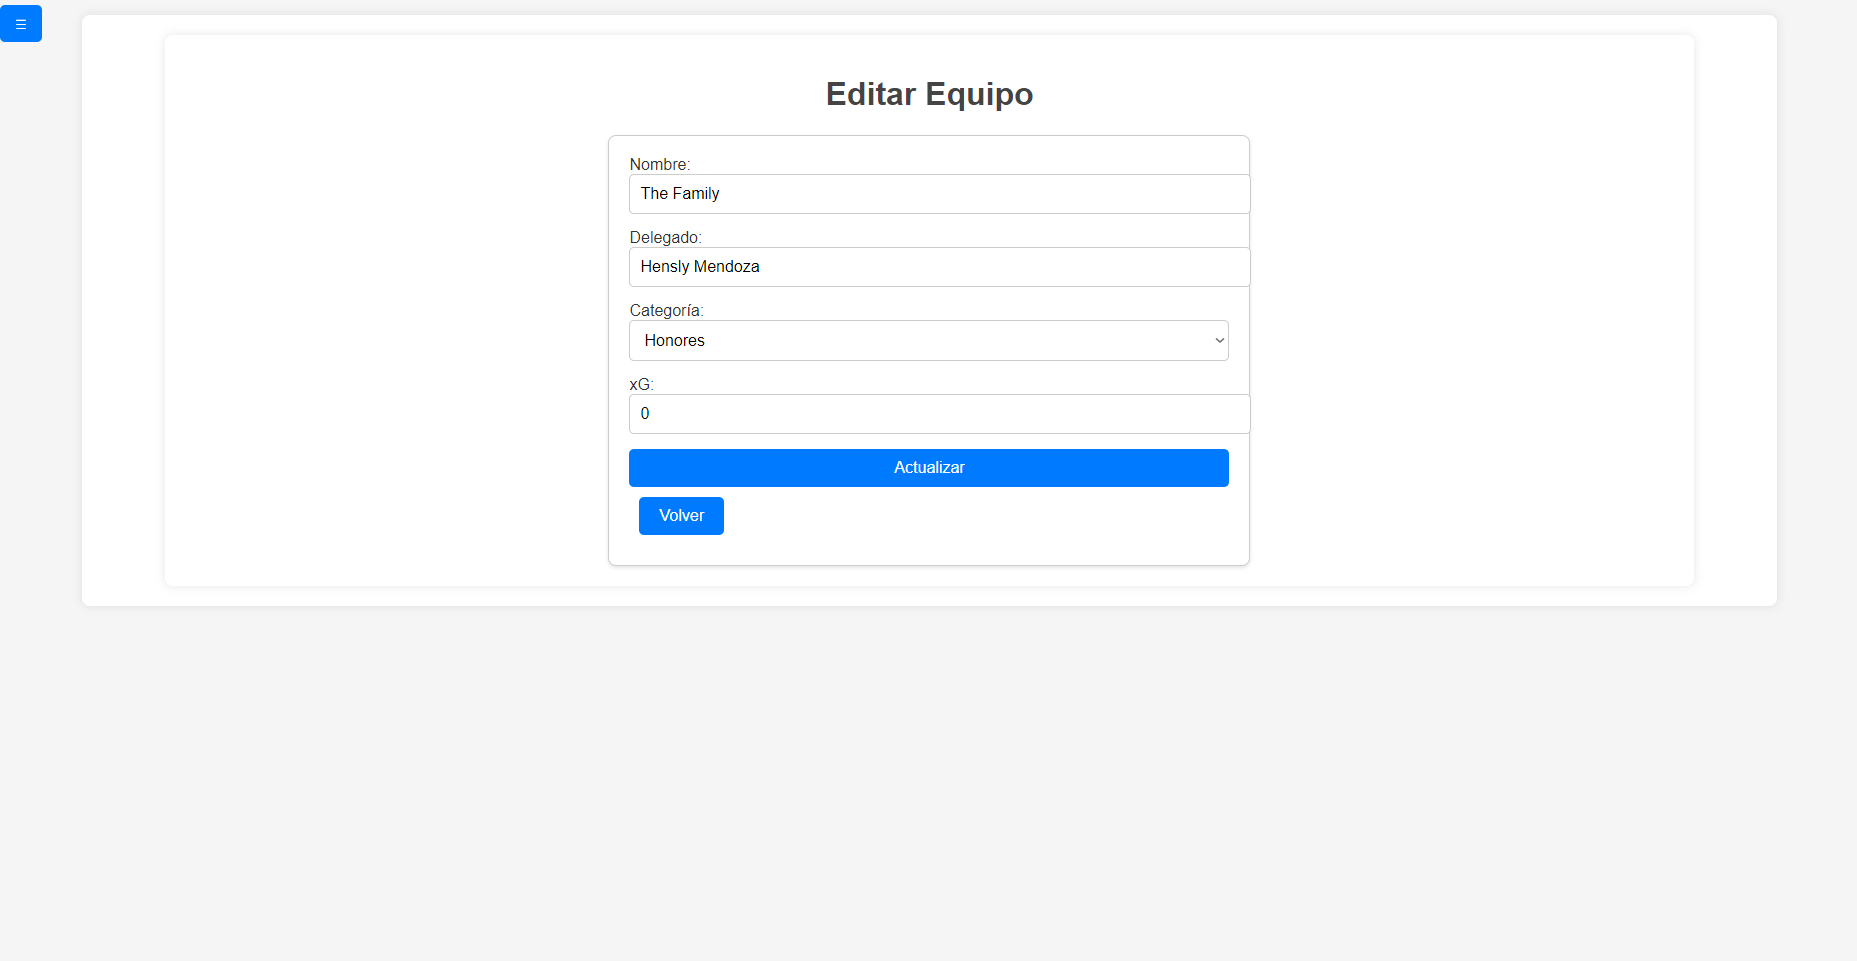 ☰
Editar Equipo
Nombre:
The Family
Delegado:
Hensly Mendoza
Categoría:
Honores
xG:
0
Actualizar
Volver